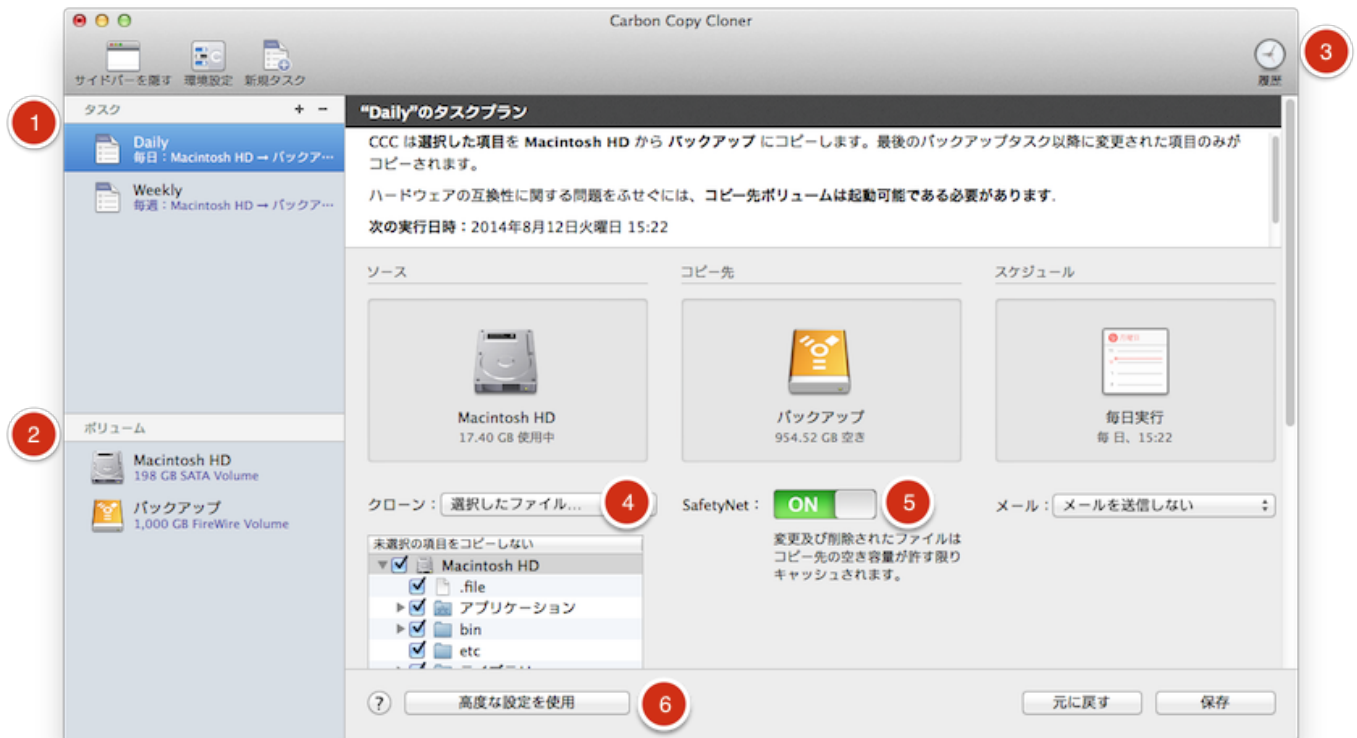 Carbon Copy Cloner
サイドバーを隠す 環境設定 新規タスク
履歴
3
1
タスク + −
Daily
毎日：Macintosh HD → バックア…
Weekly
毎週：Macintosh HD → バックア…
"Daily"のタスクプラン
CCC は選択した項目を Macintosh HD から バックアップ にコピーします。最後のバックアップタスク以降に変更された項目のみが
コピーされます。
ハードウェアの互換性に関する問題をふせぐには、コピー先ボリュームは起動可能である必要があります.
次の実行日時：2014年8月12日火曜日 15:22
ソース
コピー先
スケジュール
Macintosh HD
17.40 GB 使用中
バックアップ
954.52 GB 空き
月曜日
毎日実行
毎 日、15:22
2
ボリューム
Macintosh HD
198 GB SATA Volume
バックアップ
1,000 GB FireWire Volume
クローン： 選択したファイル...
4
SafetyNet： ON
5
変更及び削除されたファイルは
コピー先の空き容量が許す限り
キャッシュされます。
メール： メールを送信しない
未選択の項目をコピーしない
Macintosh HD
.file
アプリケーション
bin
etc
? 高度な設定を使用
6
元に戻す
保存